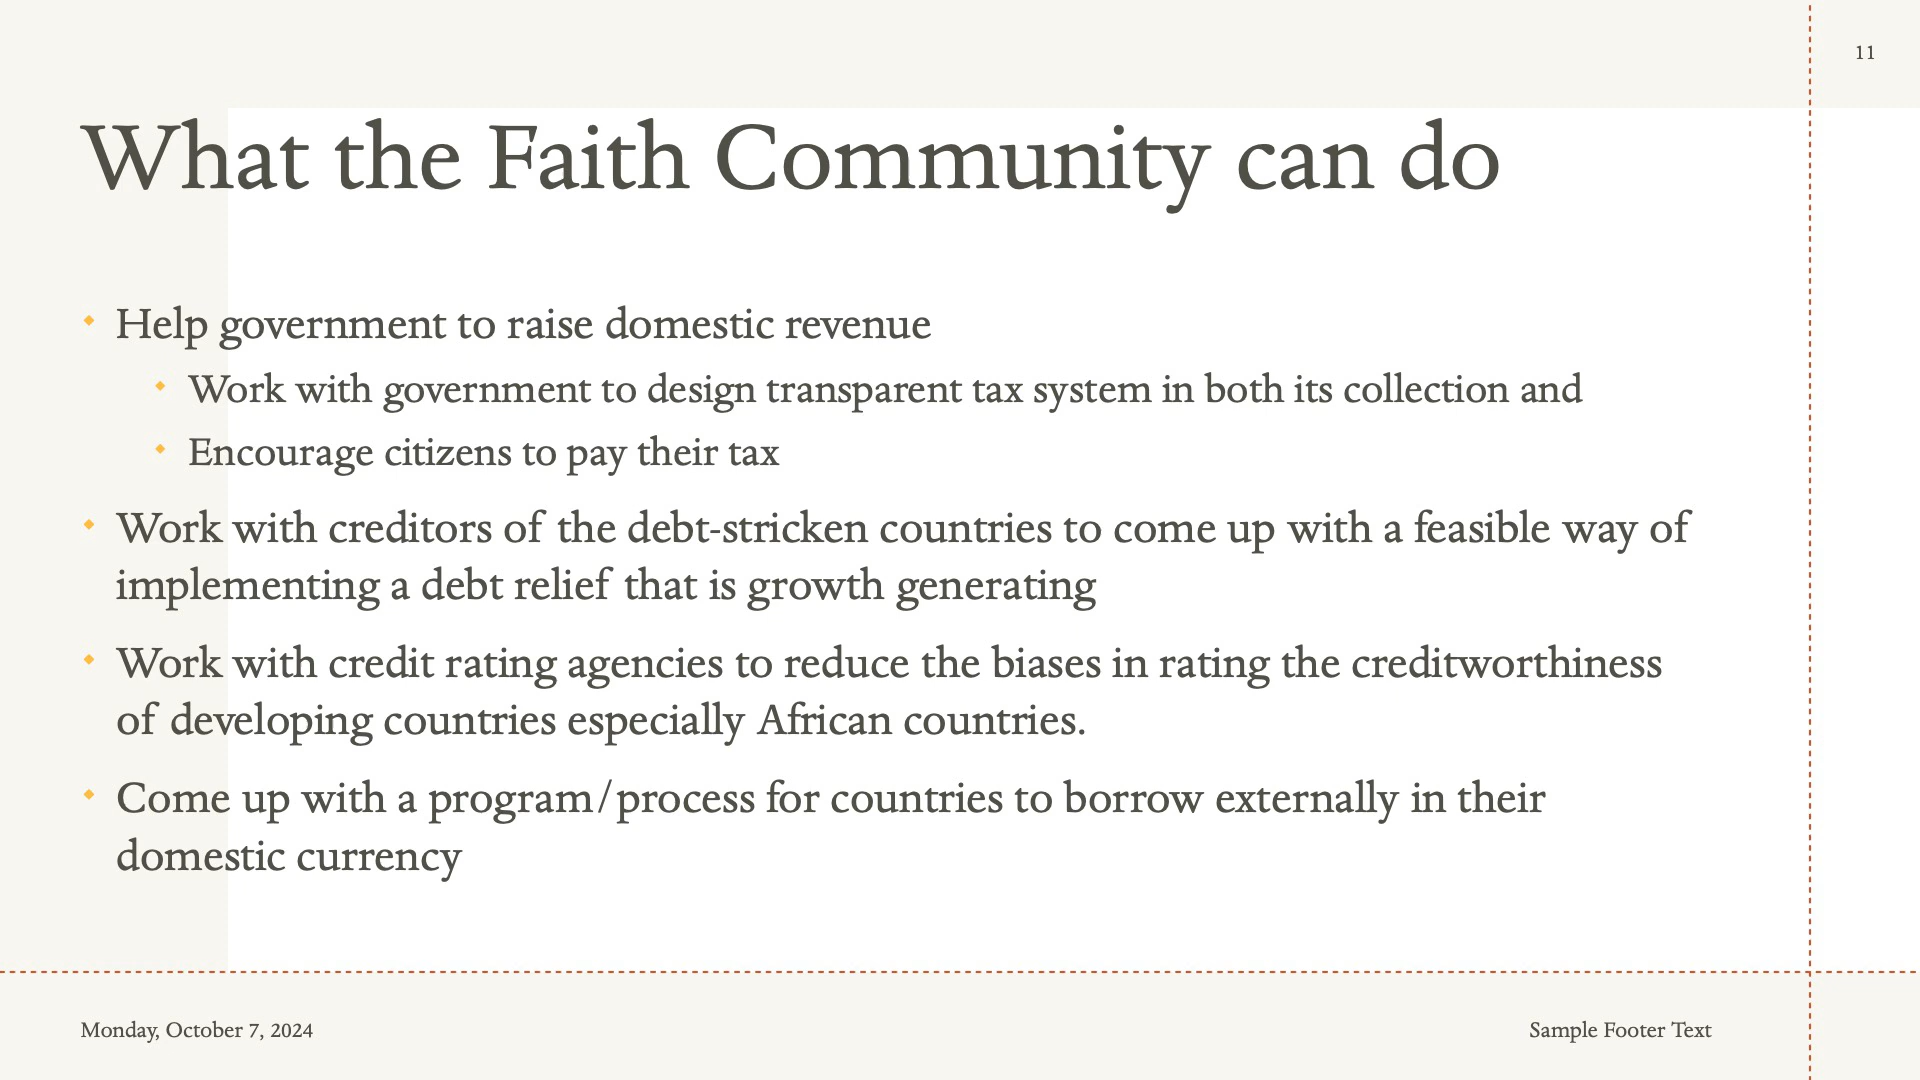 11
What the Faith Community can do
Help government to raise domestic revenue
Work with government to design transparent tax system in both its collection and
Encourage citizens to pay their tax
Work with creditors of the debt-stricken countries to come up with a feasible way of
implementing a debt relief that is growth generating
Work with credit rating agencies to reduce the biases in rating the creditworthiness
of developing countries especially African countries.
Come up with a program/process for countries to borrow externally in their
domestic currency
Monday, October 7, 2024
Sample Footer Text